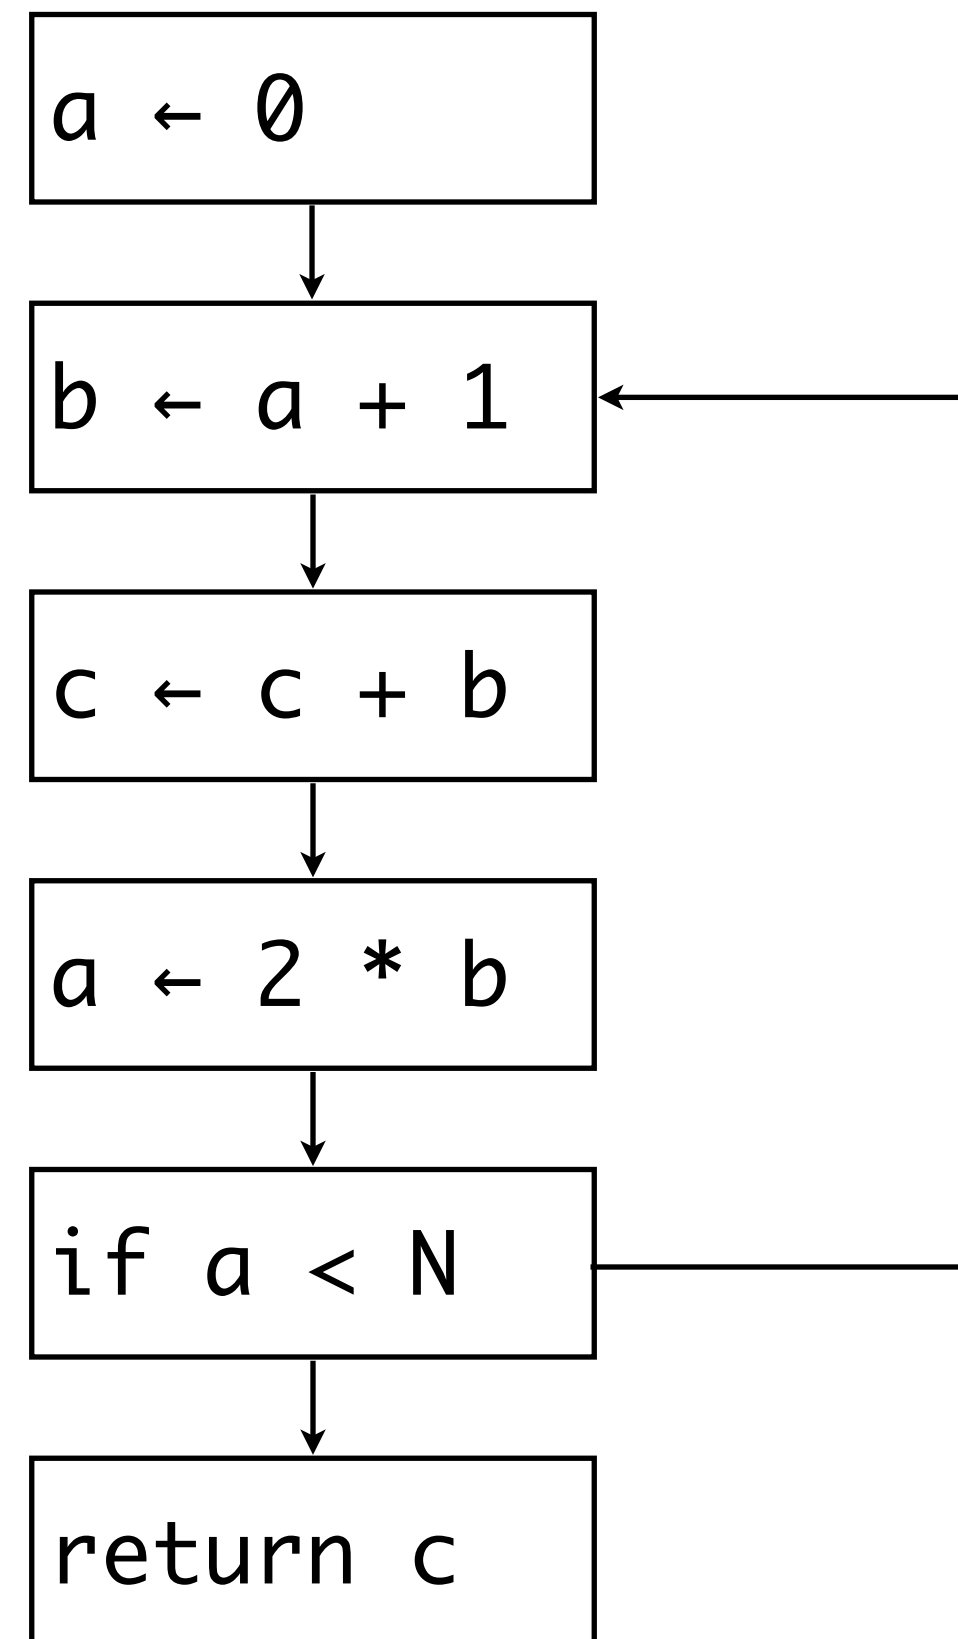 a ← 0
b ← a + 1
c ← c + b
a ← 2 * b
if a < N
return c